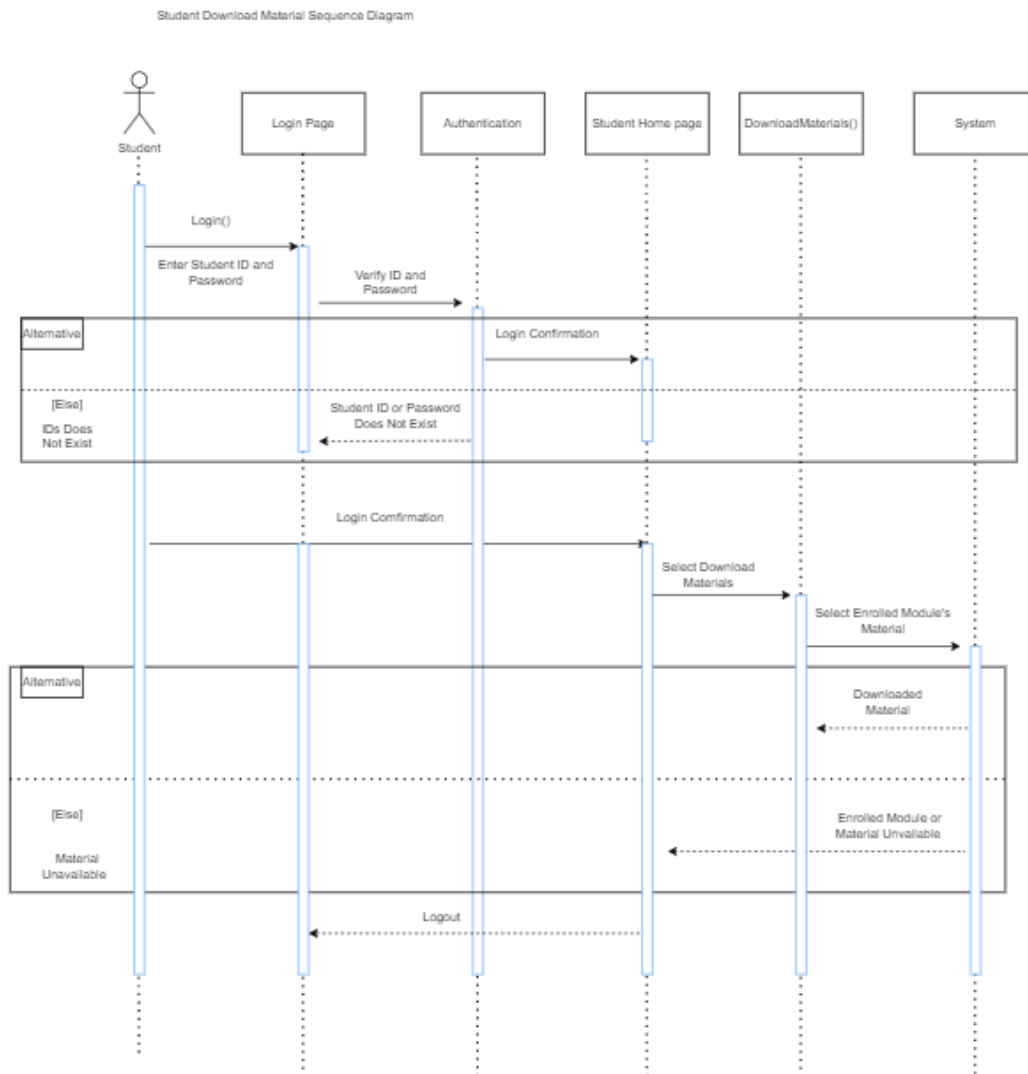 Student Download Material Sequence Diagram
Student
Login Page
Authentication
Student Home page
DownloadMaterials()
System
Login()
Enter Student ID and
Password
Verify ID and
Password
Alternative
Login Confirmation
[Else]
IDs Does
Not Exist
Student ID or Password
Does Not Exist
Login Comfirmation
Select Download
Materials
Select Enrolled Module's
Material
Alternative
Downloaded
Material
[Else]
Material
Unavailable
Enrolled Module or
Material Unvailable
Logout